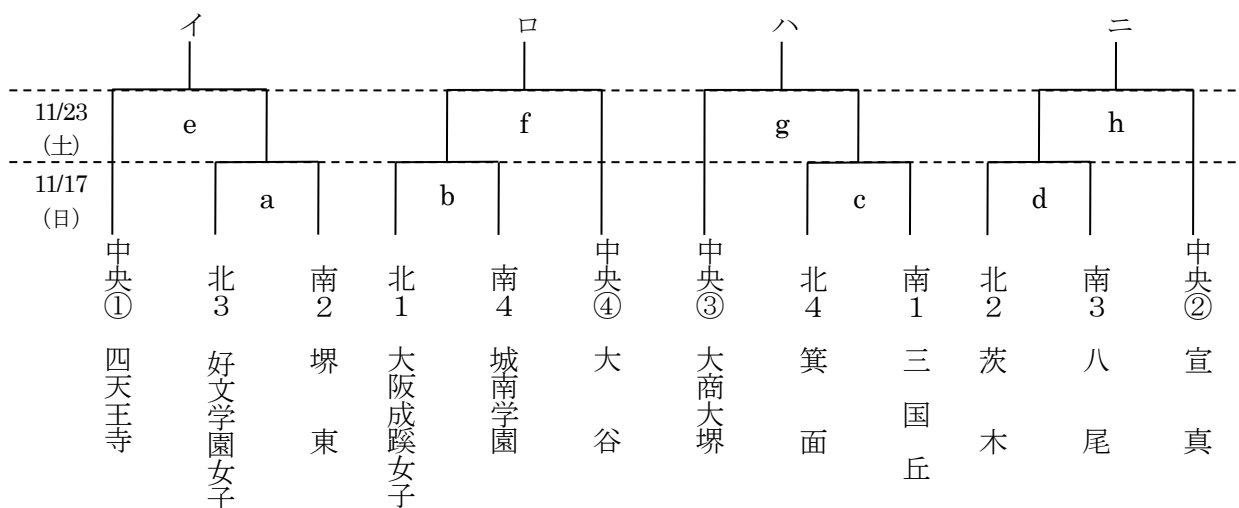 イ ロ ハ ニ
11/23
(土)
e f g h
11/17
(日)
a b c d
中央① 四天王寺
北3 好文学園女子
南2 堺東
北1 大阪成蹊女子
南4 城南学園
中央④ 大谷
中央③ 大商大堺
北4 箕面
南1 三国丘
北2 茨木
南3 八尾
中央② 宣真